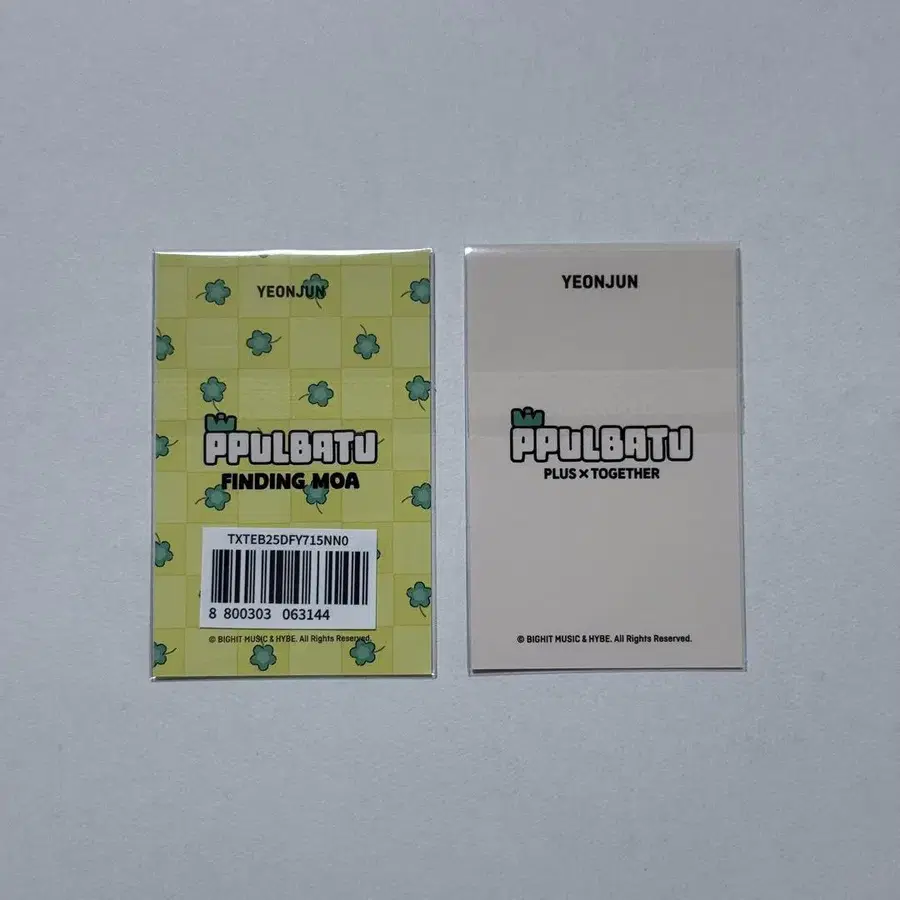 YEONJUN
PPULBATU
FINDING MOA
TXTEB25DFY715NN0
8 800303 063144
© BIGHIT MUSIC & HYBE. All Rights Reserved.
YEONJUN
PPULBATU
PLUS × TOGETHER
© BIGHIT MUSIC & HYBE. All Rights Reserved.